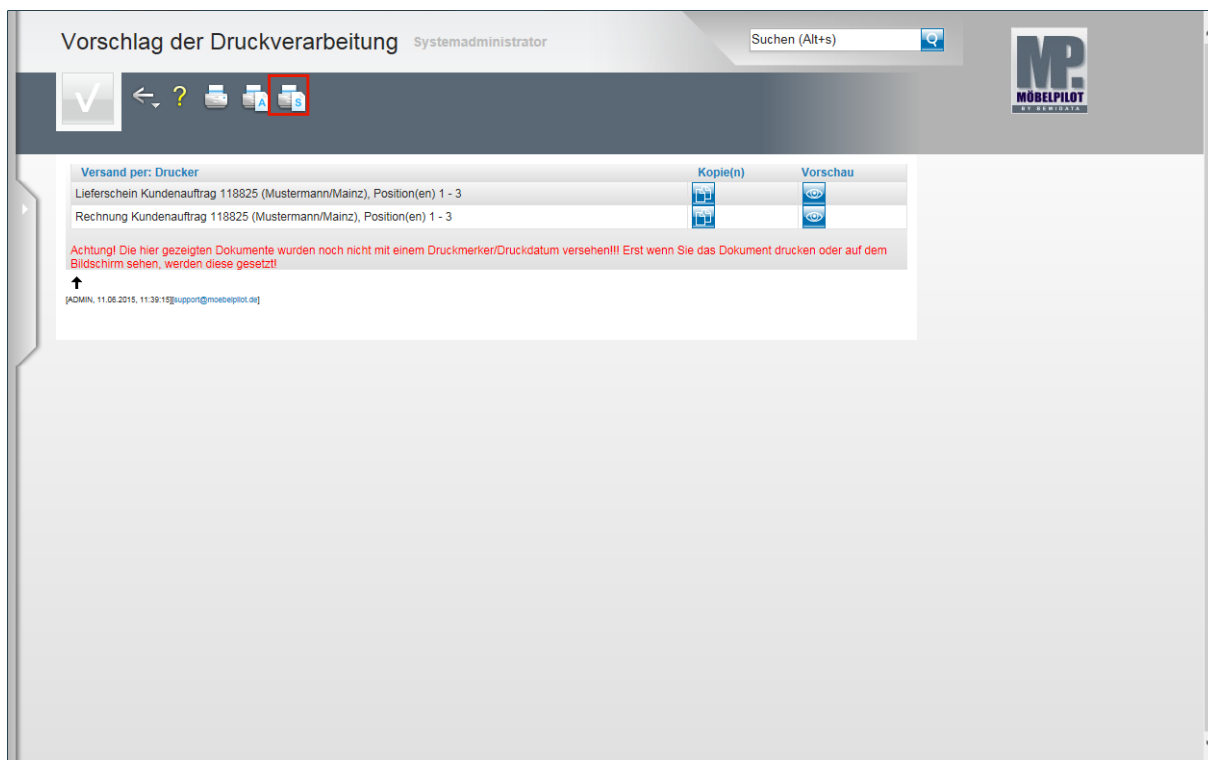 Vorschlag der Druckverarbeitung Systemadministrator
Suchen (Alt+s)
MP.
MÖBELPILOT
BY BEMIDATA
? A S
Versand per: Drucker Kopie(n) Vorschau
Lieferschein Kundenauftrag 118825 (Mustermann/Mainz), Position(en) 1 - 3
Rechnung Kundenauftrag 118825 (Mustermann/Mainz), Position(en) 1 - 3
Achtung! Die hier gezeigten Dokumente wurden noch nicht mit einem Druckmerker/Druckdatum versehen!!! Erst wenn Sie das Dokument drucken oder auf dem
Bildschirm sehen, werden diese gesetzt!
[ADMIN, 11.06.2015, 11:39:15][support@moebelpilot.de]